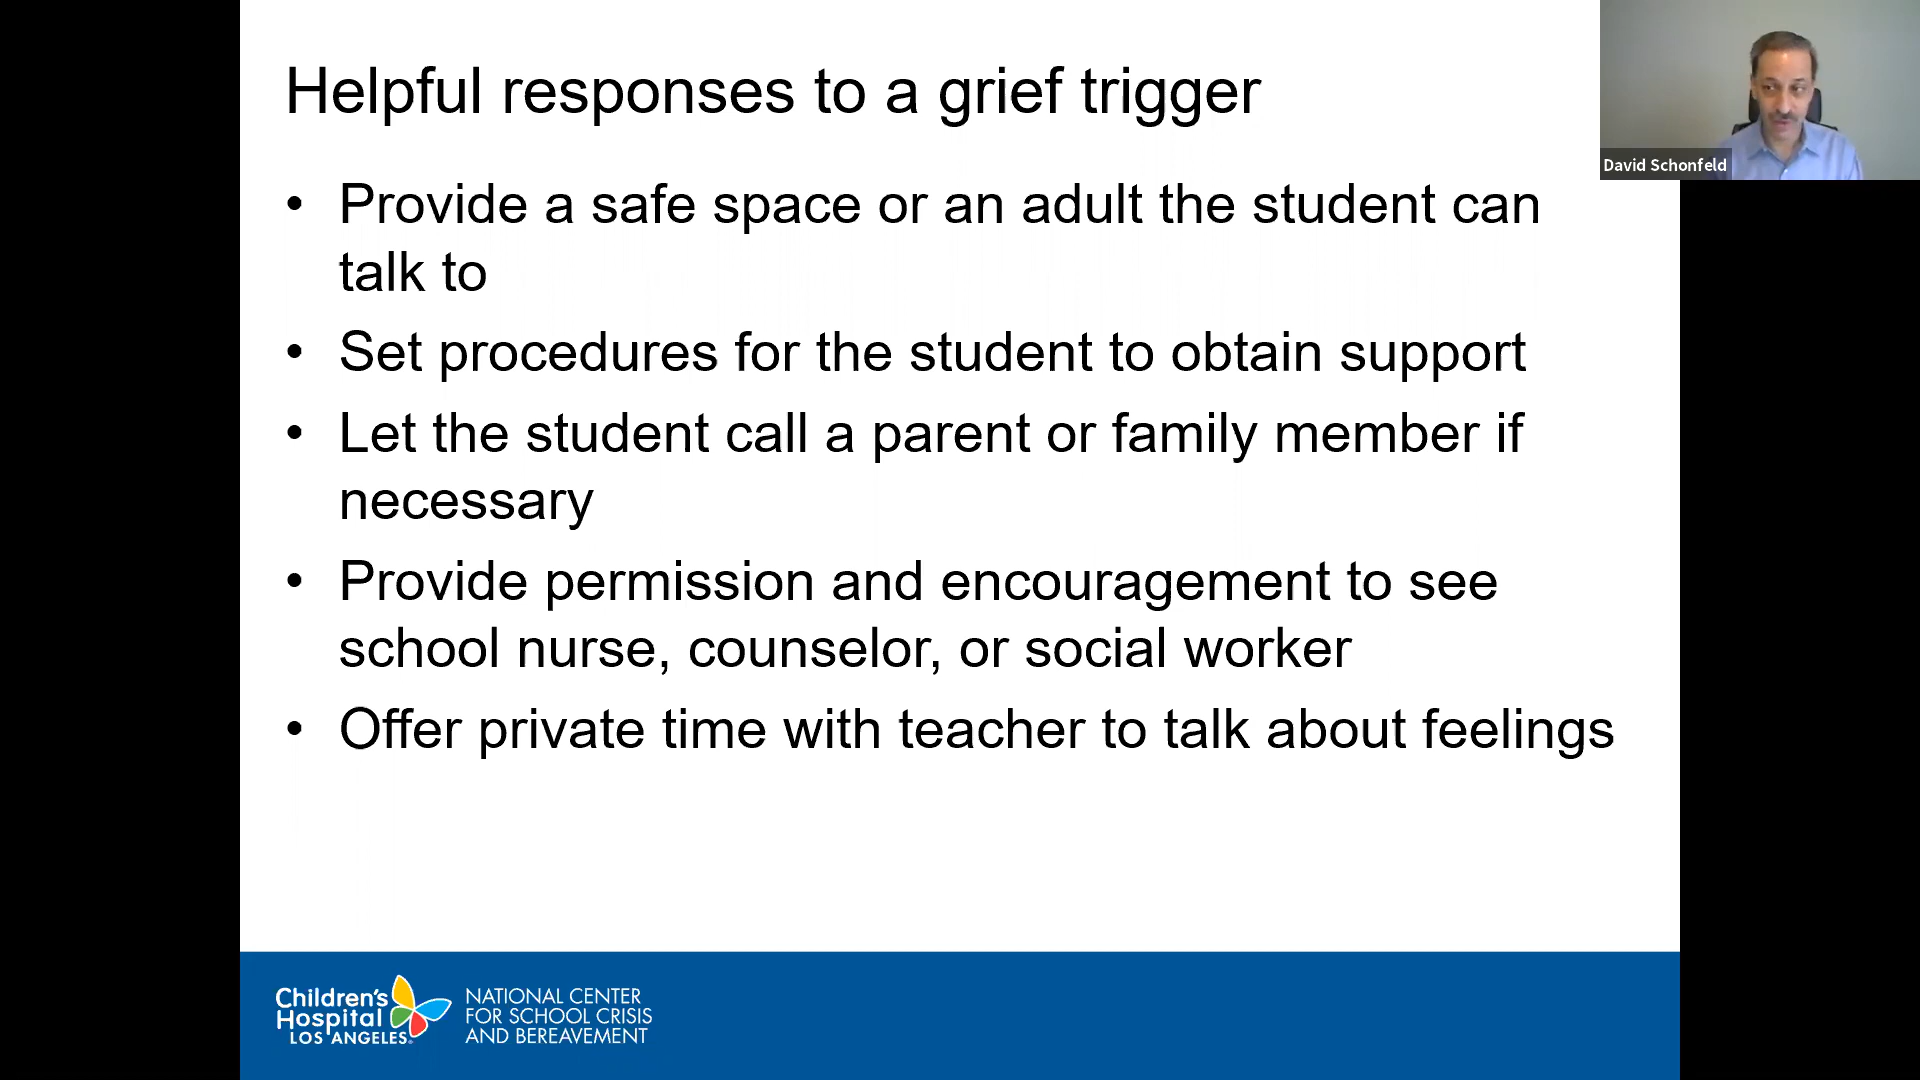 Helpful responses to a grief trigger
David Schonfeld
• Provide a safe space or an adult the student can
talk to
• Set procedures for the student to obtain support
• Let the student call a parent or family member if
necessary
• Provide permission and encouragement to see
school nurse, counselor, or social worker
• Offer private time with teacher to talk about feelings
Children's
Hospital
LOS ANGELES®
NATIONAL CENTER
FOR SCHOOL CRISIS
AND BEREAVEMENT